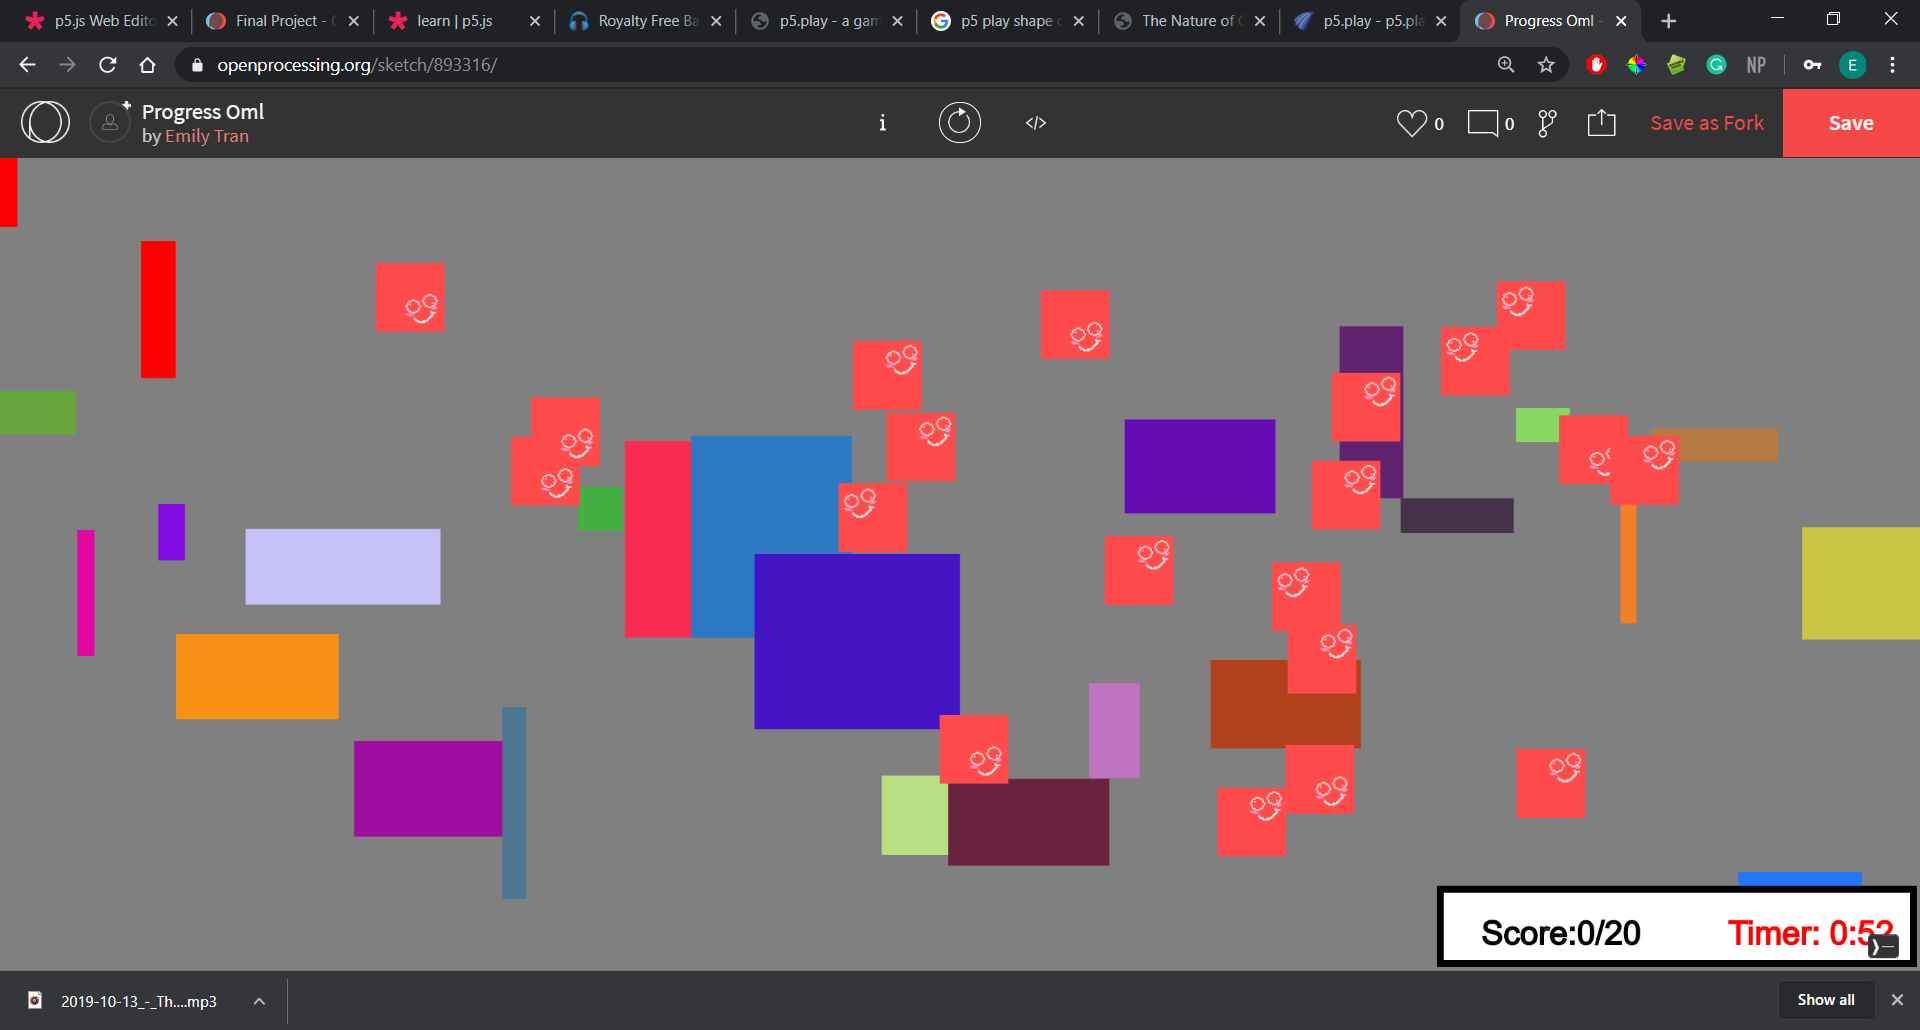 p5.js Web Edito
Final Project - C
learn | p5.js
Royalty Free Ba
p5.play - a gam
p5 play shape c
The Nature of C
p5.play - p5.pla
Progress Oml -
openprocessing.org/sketch/893316/
NP
E
Progress Oml
by Emily Tran
i
</>
0
0
Save as Fork
Save
Score:0/20
Timer: 0:52
2019-10-13_-_Th....mp3
Show all